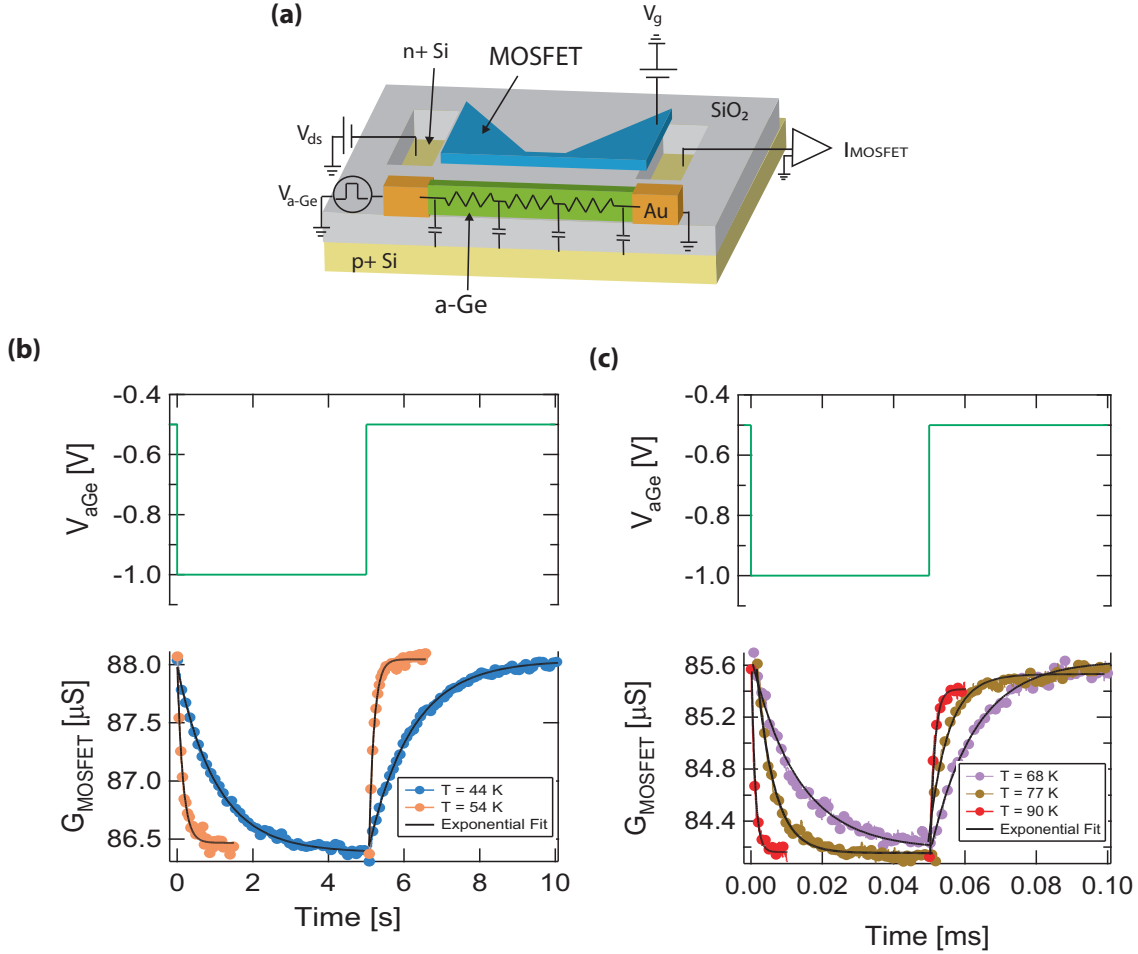 (a)
V_g
n+ Si
MOSFET
SiO₂
V_ds
I_MOSFET
V_a-Ge
Au
p+ Si
a-Ge
(b)
-0.4
-0.6
-0.8
-1.0
V_aGe [V]
88.0
87.5
87.0
86.5
G_MOSFET [µS]
T = 44 K
T = 54 K
Exponential Fit
0 2 4 6 8 10
Time [s]
(c)
-0.4
-0.6
-0.8
-1.0
V_aGe [V]
85.6
85.2
84.8
84.4
G_MOSFET [µS]
T = 68 K
T = 77 K
T = 90 K
Exponential Fit
0.00 0.02 0.04 0.06 0.08 0.10
Time [ms]